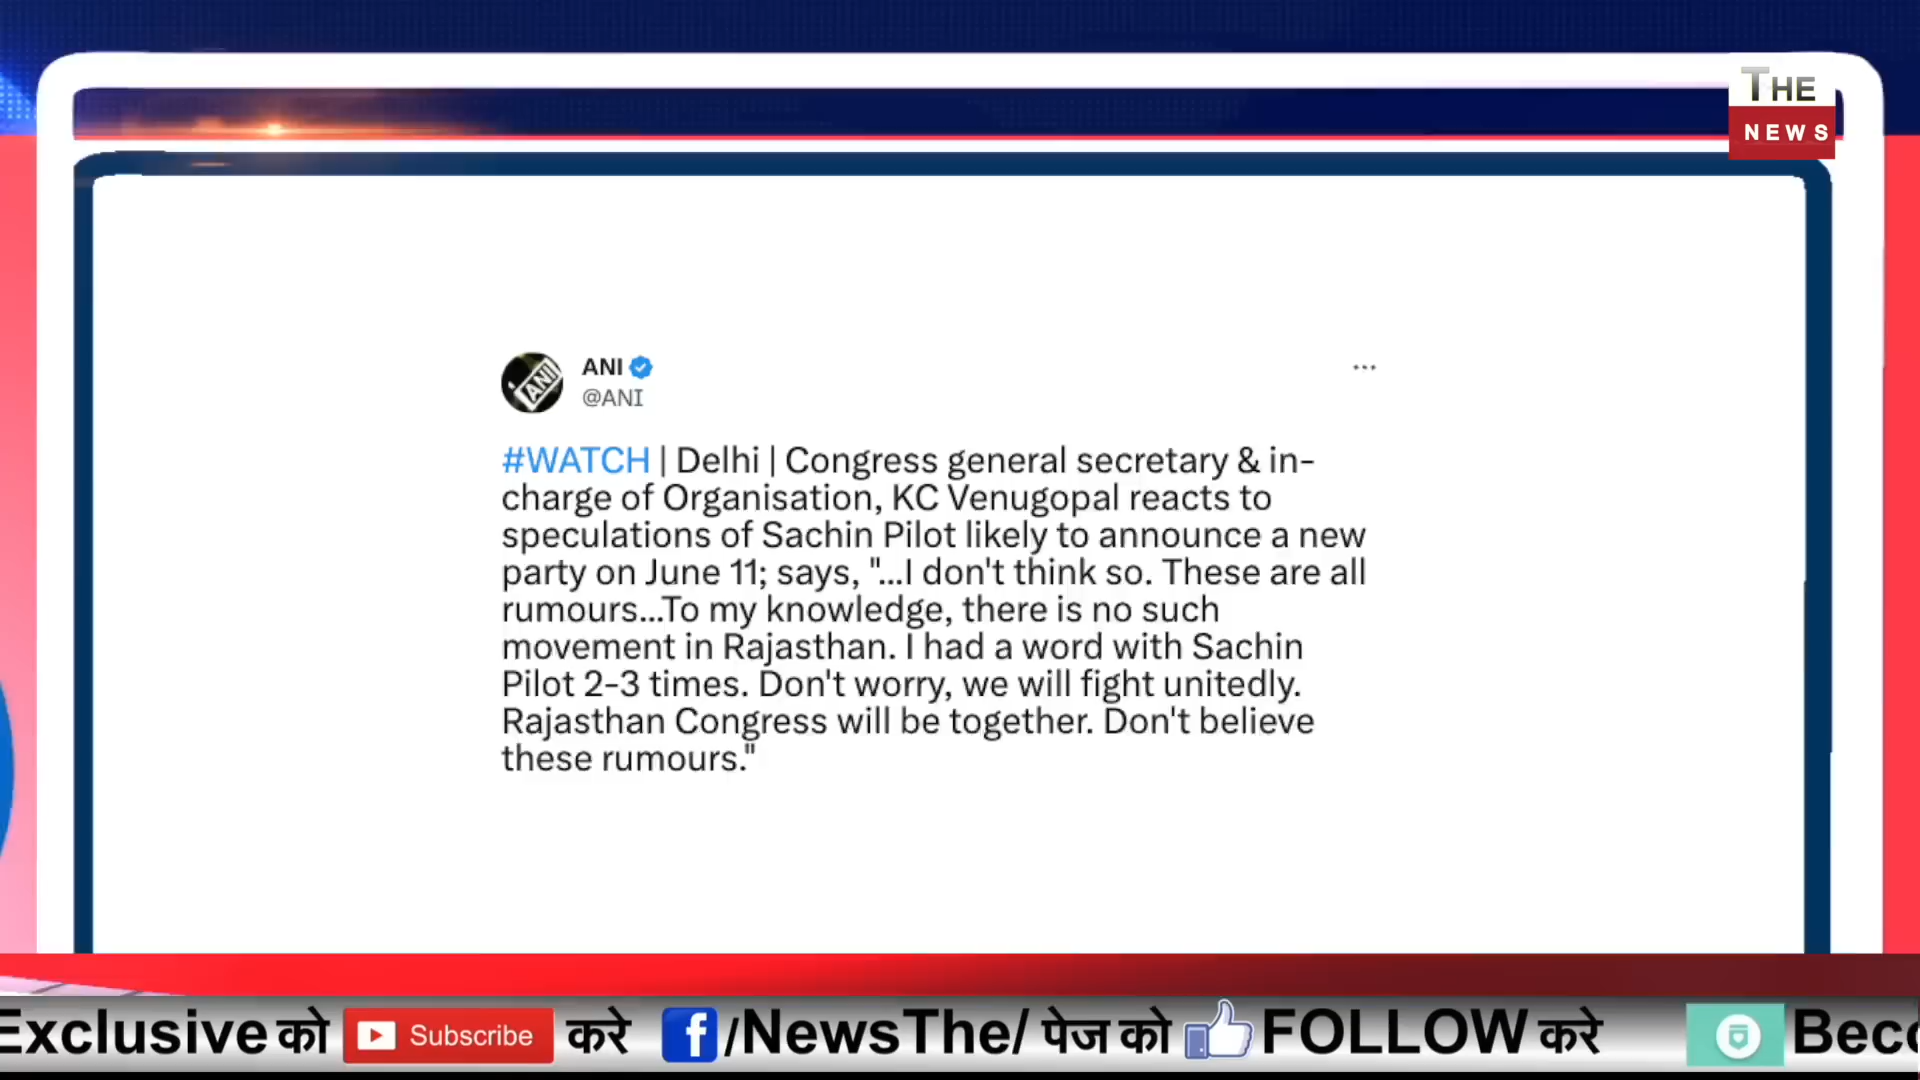 THE
NEWS
ANI
@ANI
#WATCH | Delhi | Congress general secretary & in-
charge of Organisation, KC Venugopal reacts to
speculations of Sachin Pilot likely to announce a new
party on June 11; says, "...I don't think so. These are all
rumours...To my knowledge, there is no such
movement in Rajasthan. I had a word with Sachin
Pilot 2-3 times. Don't worry, we will fight unitedly.
Rajasthan Congress will be together. Don't believe
these rumours."
Exclusive को Subscribe करे f/NewsThe/ पेज को FOLLOW करे